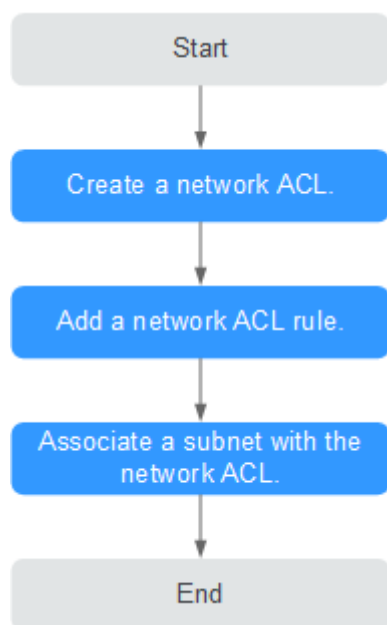 Start
Create a network ACL.
Add a network ACL rule.
Associate a subnet with the
network ACL.
End